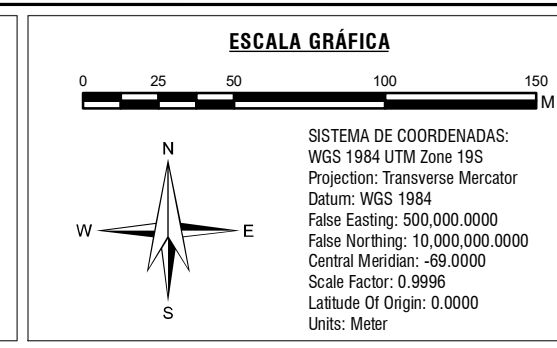 ESCALA GRÁFICA
0 25 50 100 150
M
SISTEMA DE COORDENADAS:
WGS 1984 UTM Zone 19S
Projection: Transverse Mercator
Datum: WGS 1984
False Easting: 500,000.0000
False Northing: 10,000,000.0000
Central Meridian: -69.0000
Scale Factor: 0.9996
Latitude Of Origin: 0.0000
Units: Meter
N
W E
S